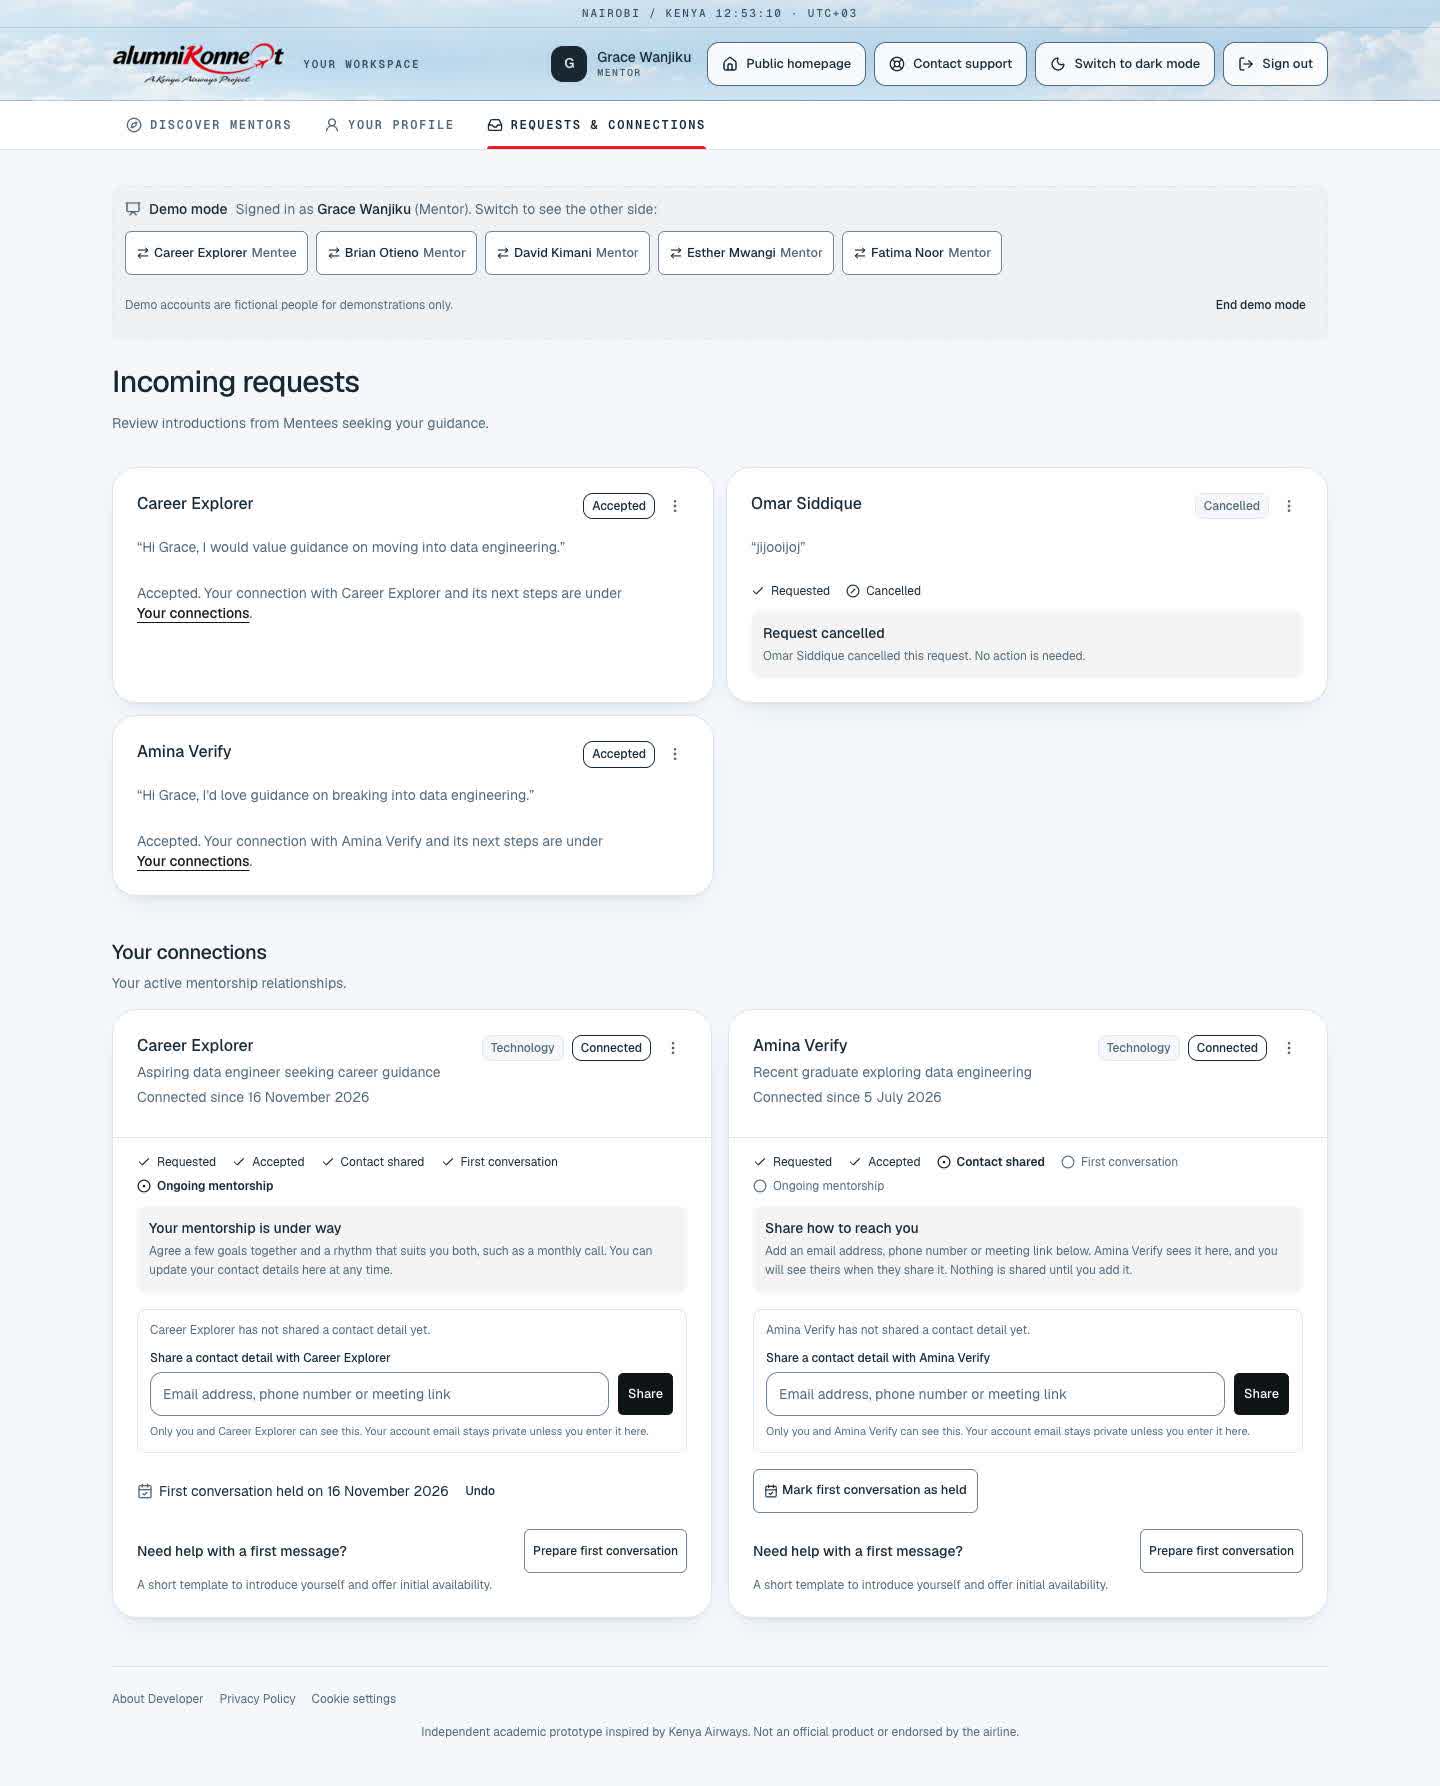 NAIROBI / KENYA 12:53:10 · UTC+03
alumniKonnect
A Kenya Airways Project
YOUR WORKSPACE
G
Grace Wanjiku
MENTOR
Public homepage
Contact support
Switch to dark mode
Sign out
DISCOVER MENTORS
YOUR PROFILE
REQUESTS & CONNECTIONS
Demo mode Signed in as Grace Wanjiku (Mentor). Switch to see the other side:
Career Explorer Mentee
Brian Otieno Mentor
David Kimani Mentor
Esther Mwangi Mentor
Fatima Noor Mentor
Demo accounts are fictional people for demonstrations only.
End demo mode
Incoming requests
Review introductions from Mentees seeking your guidance.
Career Explorer
Accepted
“Hi Grace, I would value guidance on moving into data engineering.”
Accepted. Your connection with Career Explorer and its next steps are under
Your connections.
Omar Siddique
Cancelled
“jijooijoj”
Requested
Cancelled
Request cancelled
Omar Siddique cancelled this request. No action is needed.
Amina Verify
Accepted
“Hi Grace, I'd love guidance on breaking into data engineering.”
Accepted. Your connection with Amina Verify and its next steps are under
Your connections.
Your connections
Your active mentorship relationships.
Career Explorer
Technology
Connected
Aspiring data engineer seeking career guidance
Connected since 16 November 2026
Requested
Accepted
Contact shared
First conversation
Ongoing mentorship
Your mentorship is under way
Agree a few goals together and a rhythm that suits you both, such as a monthly call. You can
update your contact details here at any time.
Career Explorer has not shared a contact detail yet.
Share a contact detail with Career Explorer
Email address, phone number or meeting link
Share
Only you and Career Explorer can see this. Your account email stays private unless you enter it here.
First conversation held on 16 November 2026
Undo
Need help with a first message?
Prepare first conversation
A short template to introduce yourself and offer initial availability.
Amina Verify
Technology
Connected
Recent graduate exploring data engineering
Connected since 5 July 2026
Requested
Accepted
Contact shared
First conversation
Ongoing mentorship
Share how to reach you
Add an email address, phone number or meeting link below. Amina Verify sees it here, and you
will see theirs when they share it. Nothing is shared until you add it.
Amina Verify has not shared a contact detail yet.
Share a contact detail with Amina Verify
Email address, phone number or meeting link
Share
Only you and Amina Verify can see this. Your account email stays private unless you enter it here.
Mark first conversation as held
Need help with a first message?
Prepare first conversation
A short template to introduce yourself and offer initial availability.
About Developer
Privacy Policy
Cookie settings
Independent academic prototype inspired by Kenya Airways. Not an official product or endorsed by the airline.